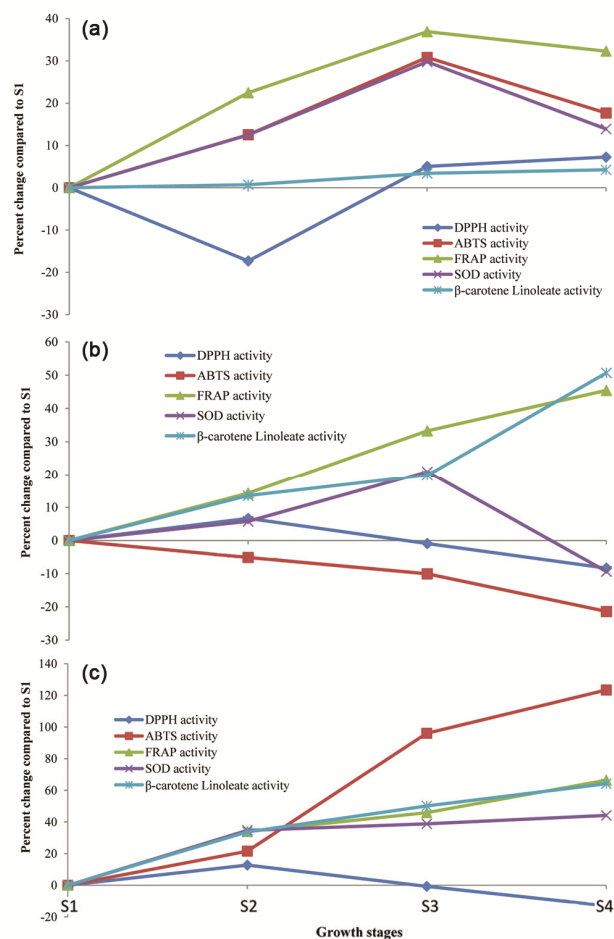 (a)
Percent change compared to S1
40
30
20
10
0
-10
-20
-30
DPPH activity
ABTS activity
FRAP activity
SOD activity
β-carotene Linoleate activity
(b)
Percent change compared to S1
60
50
40
30
20
10
0
-10
-20
-30
DPPH activity
ABTS activity
FRAP activity
SOD activity
β-carotene Linoleate activity
(c)
Percent change compared to S1
140
120
100
80
60
40
20
0
-20
DPPH activity
ABTS activity
FRAP activity
SOD activity
β-carotene Linoleate activity
S1
S2
S3
S4
Growth stages